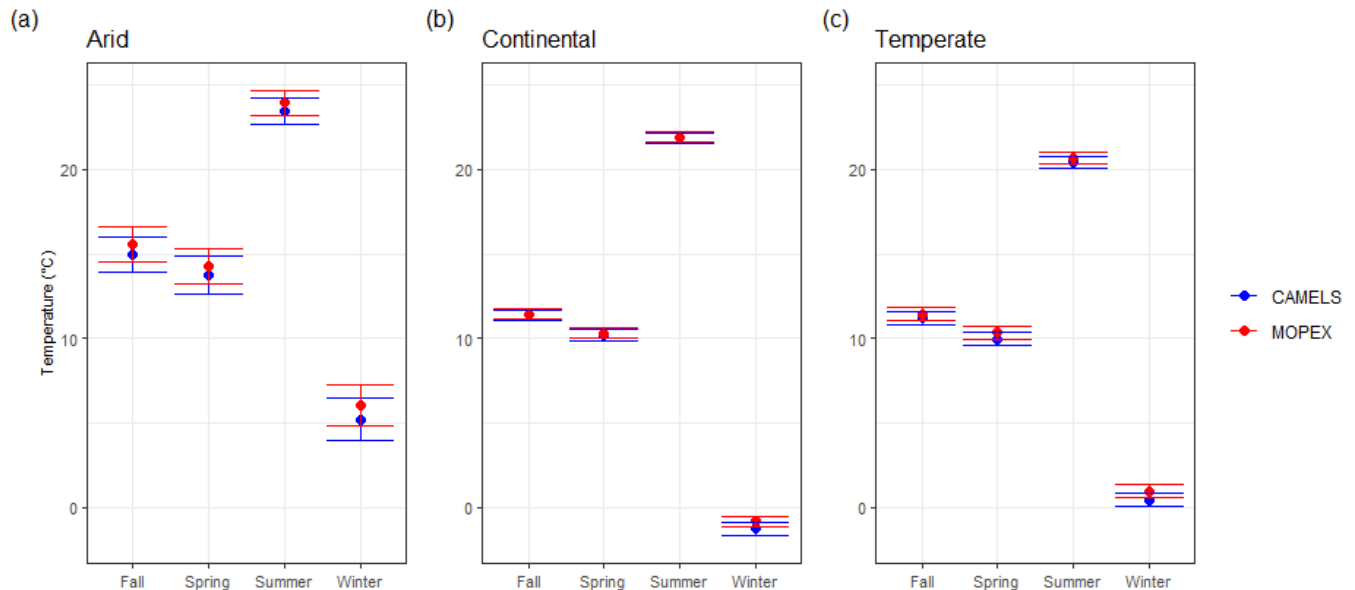 (a)
Arid
(b)
Continental
(c)
Temperate
Temperature (°C)
20
10
0
Fall Spring Summer Winter
20
10
0
Fall Spring Summer Winter
20
10
0
Fall Spring Summer Winter
CAMELS
MOPEX